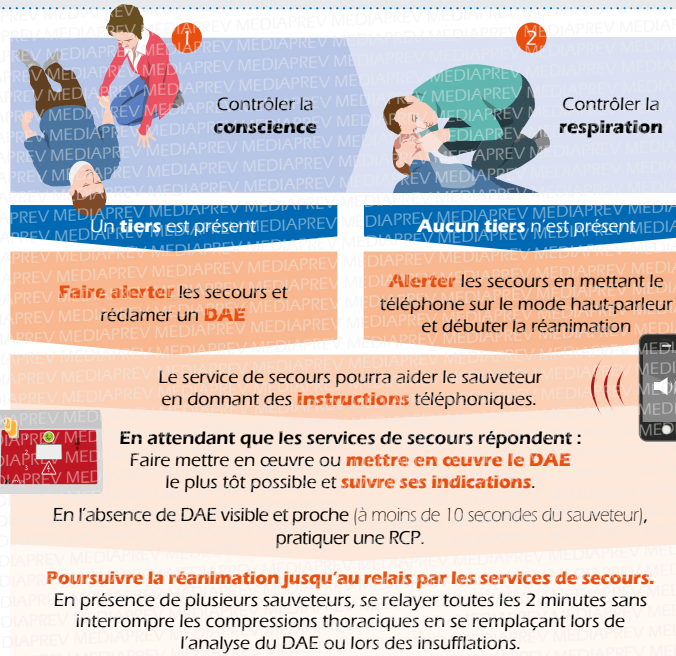 1
2
Contrôler la
conscience
Contrôler la
respiration
Un tiers est présent
Aucun tiers n'est présent
Faire alerter les secours et
réclamer un DAE
Alerter les secours en mettant le
téléphone sur le mode haut-parleur
et débuter la réanimation
Le service de secours pourra aider le sauveteur
en donnant des instructions téléphoniques.
En attendant que les services de secours répondent :
Faire mettre en œuvre ou mettre en œuvre le DAE
le plus tôt possible et suivre ses indications.
En l'absence de DAE visible et proche (à moins de 10 secondes du sauveteur),
pratiquer une RCP.
Poursuivre la réanimation jusqu'au relais par les services de secours.
En présence de plusieurs sauveteurs, se relayer toutes les 2 minutes sans
interrompre les compressions thoraciques en se remplaçant lors de
l'analyse du DAE ou lors des insufflations.
MEDIAPREV